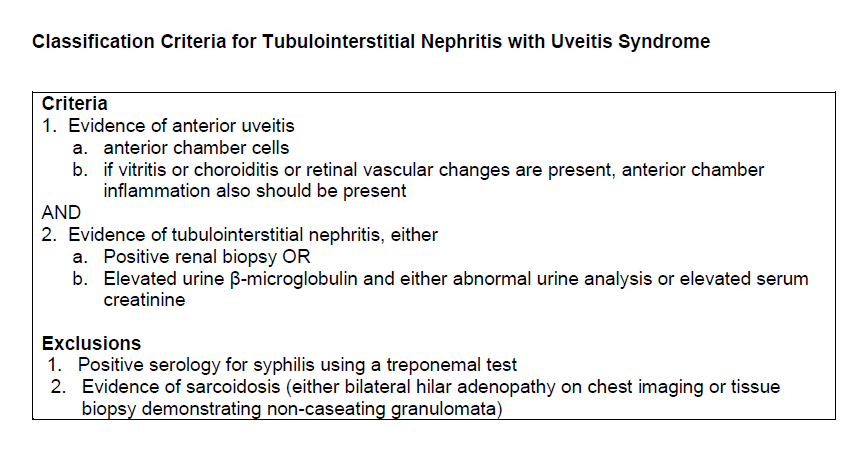 Classification Criteria for Tubulointerstitial Nephritis with Uveitis Syndrome
Criteria
1. Evidence of anterior uveitis
a. anterior chamber cells
b. if vitritis or choroiditis or retinal vascular changes are present, anterior chamber
inflammation also should be present
AND
2. Evidence of tubulointerstitial nephritis, either
a. Positive renal biopsy OR
b. Elevated urine β-microglobulin and either abnormal urine analysis or elevated serum
creatinine
Exclusions
1. Positive serology for syphilis using a treponemal test
2. Evidence of sarcoidosis (either bilateral hilar adenopathy on chest imaging or tissue
biopsy demonstrating non-caseating granulomata)